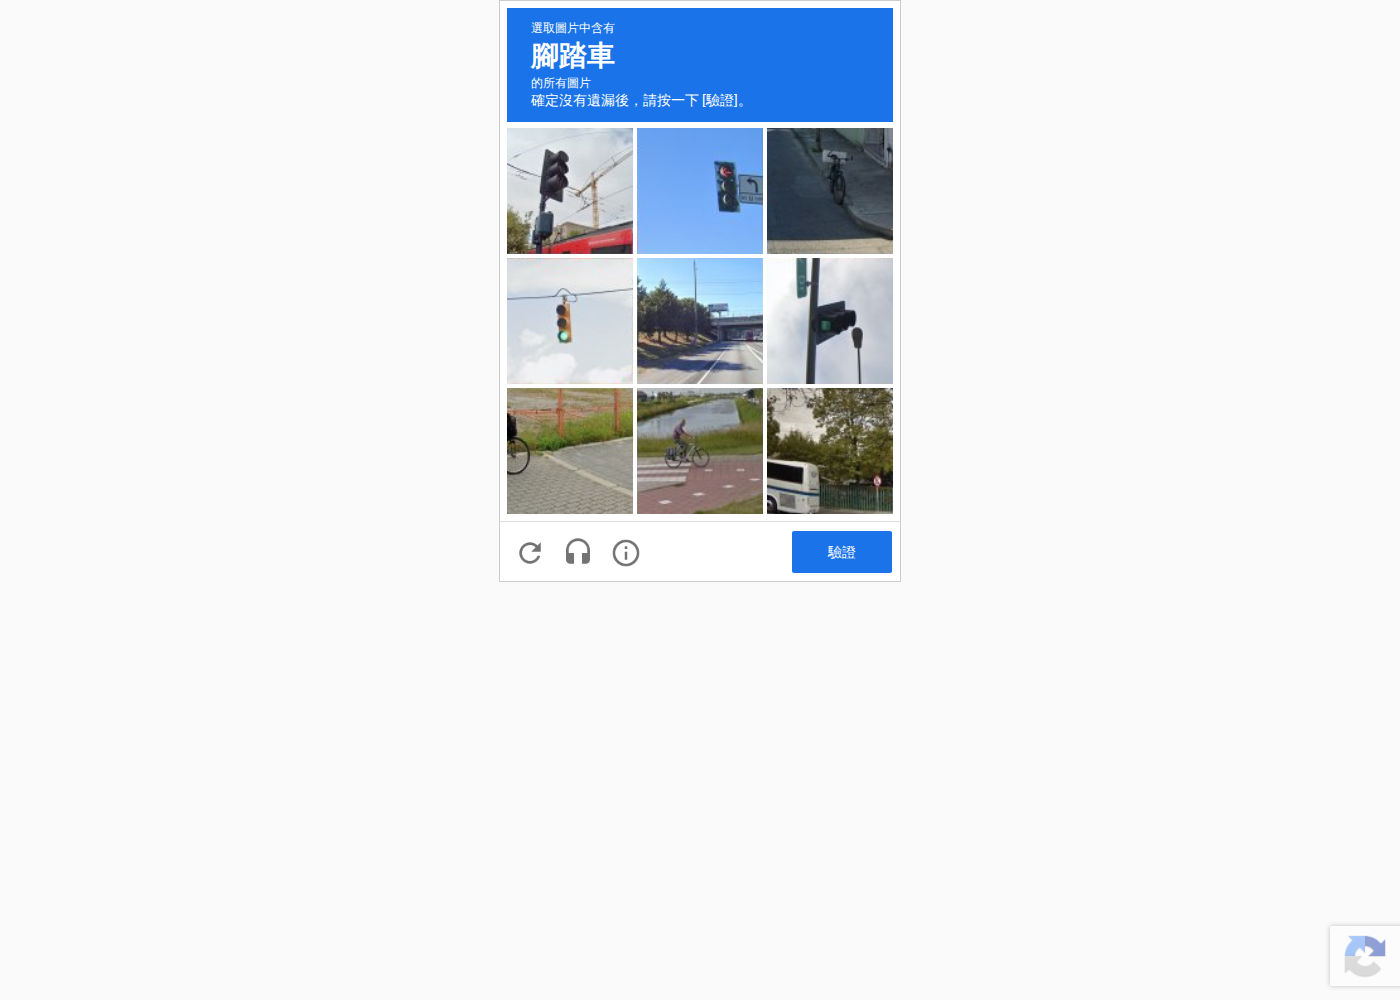 選取圖片中含有
腳踏車
的所有圖片
確定沒有遺漏後，請按一下 [驗證]。
驗證